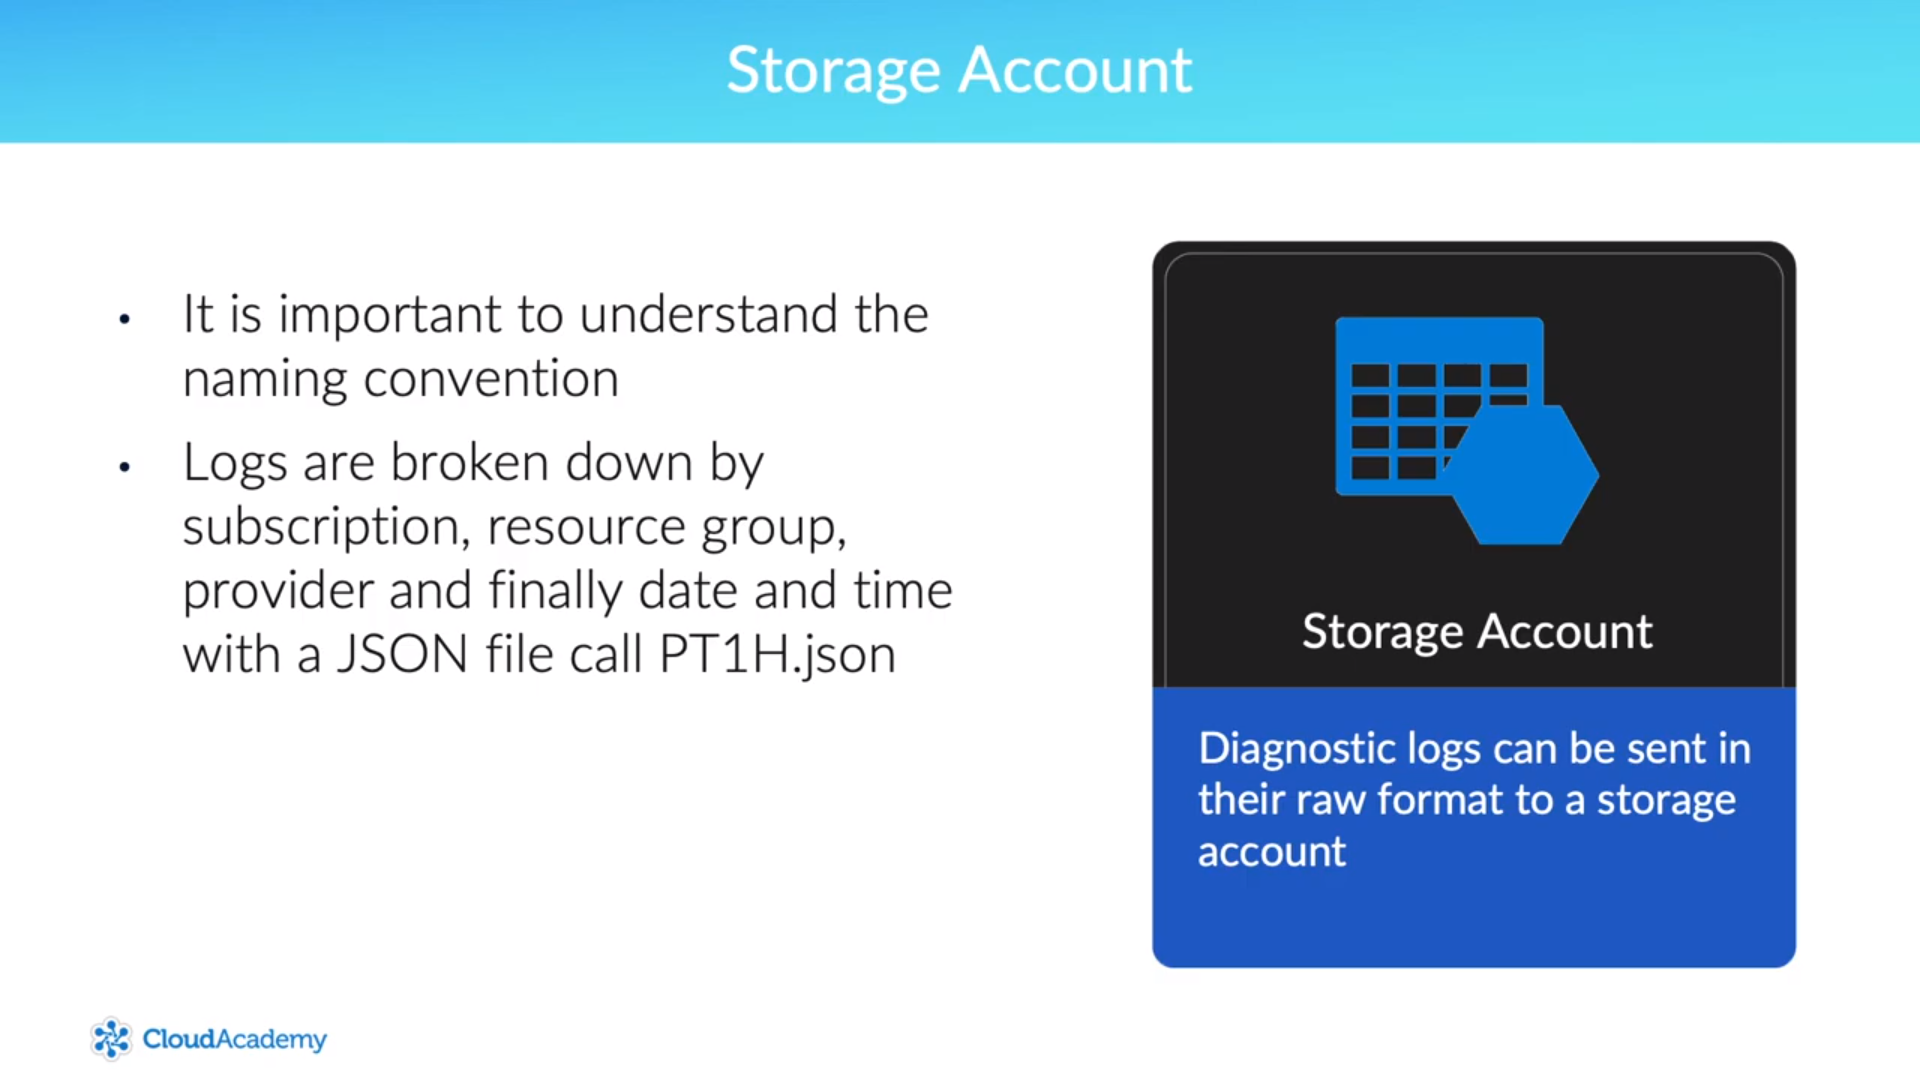 Storage Account
• It is important to understand the
naming convention
• Logs are broken down by
subscription, resource group,
provider and finally date and time
with a JSON file call PT1H.json
Storage Account
Diagnostic logs can be sent in
their raw format to a storage
account
CloudAcademy